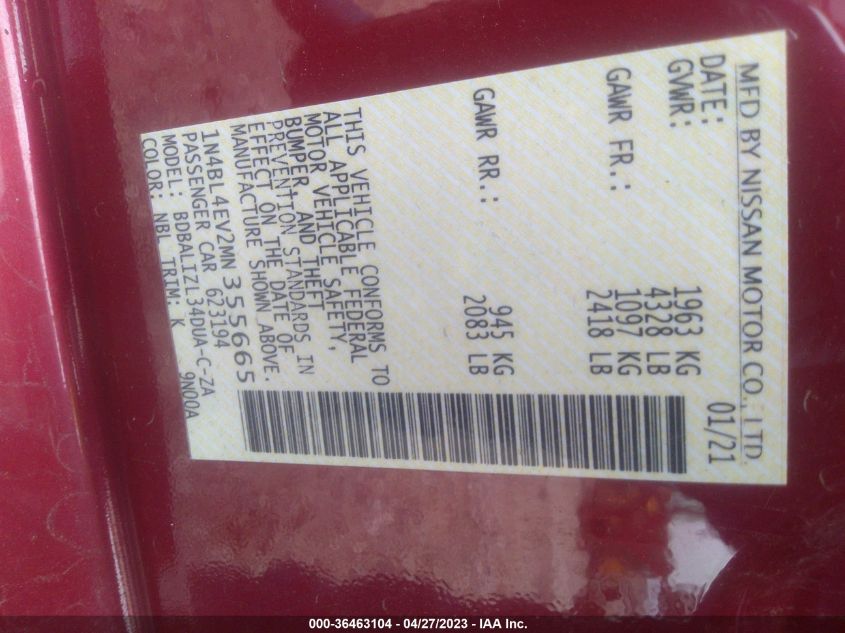 MFD BY NISSAN MOTOR CO., LTD.
DATE: 01/21
GVWR: 1963 KG
4328 LB
GAWR FR.: 1097 KG
2418 LB
GAWR RR.: 945 KG
2083 LB
THIS VEHICLE CONFORMS TO
ALL APPLICABLE FEDERAL
MOTOR VEHICLE SAFETY,
BUMPER, AND THEFT
PREVENTION STANDARDS IN
EFFECT ON THE DATE OF
MANUFACTURE SHOWN ABOVE.
1N4BL4EV2MN355665
PASSENGER CAR 623194
MODEL: BDBALIZL34DUA-C-ZA
COLOR: NBL TRIM: K 9N00A
000-36463104 - 04/27/2023 - IAA Inc.